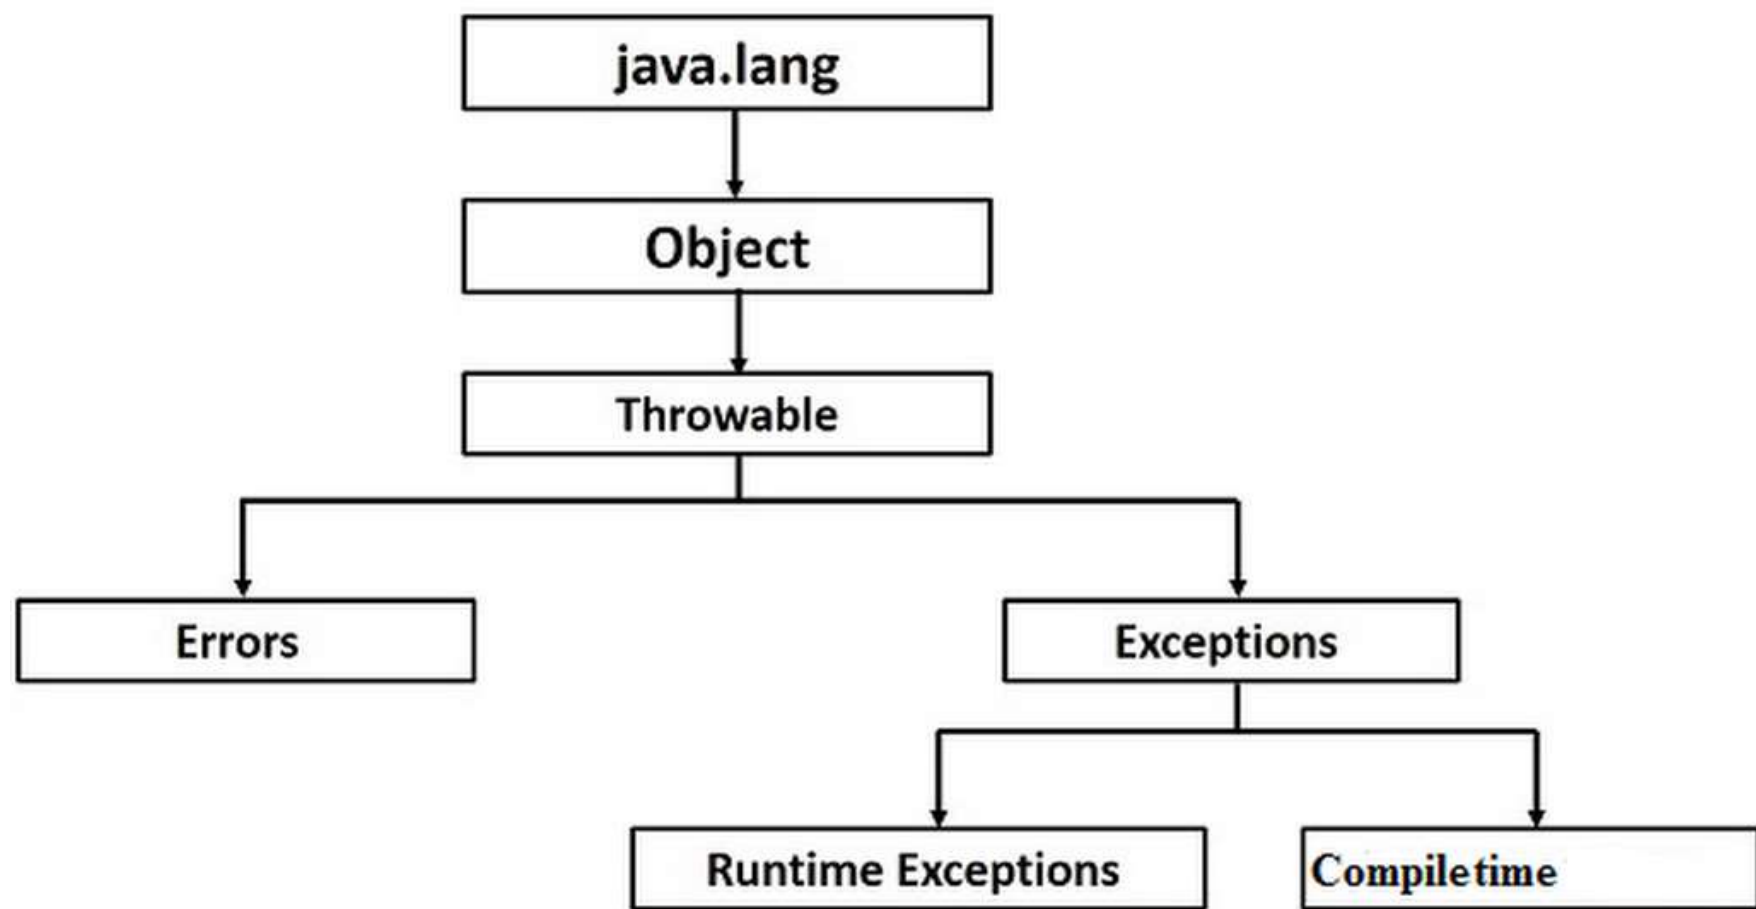 java.lang
Object
Throwable
Errors
Exceptions
Runtime Exceptions
Compiletime